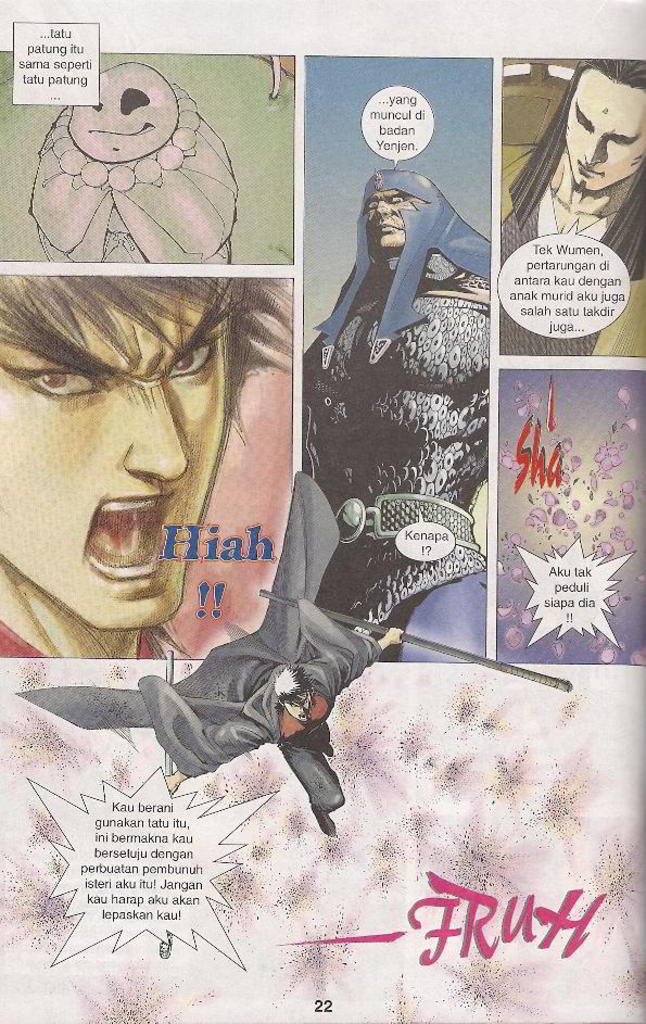 ...tatu
patung itu
sama seperti
tatu patung
...
...yang
muncul di
badan
Yenjen.
Tek Wumen,
pertarungan di
antara kau dengan
anak murid aku juga
salah satu takdir
juga...
Kenapa
!?
Hiah
!!
Sha
Aku tak
peduli
siapa dia
!!
Kau berani
gunakan tatu itu,
ini bermakna kau
berseluju dengan
perbuatan pembunuh
isteri aku itu! Jangan
kau harap aku akan
lepaskan kau!
FRUH
22